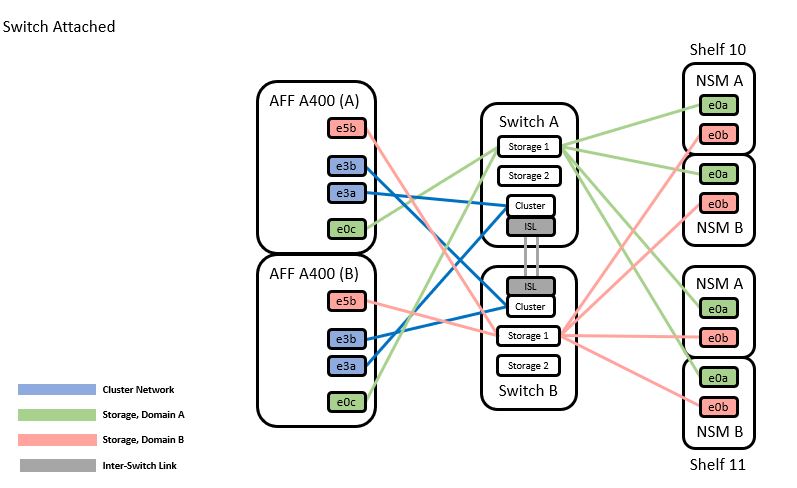 Switch Attached
AFF A400 (A)
e5b
e3b
e3a
e0c
AFF A400 (B)
e5b
e3b
e3a
e0c
Switch A
Storage 1
Storage 2
Cluster
ISL
ISL
Cluster
Storage 1
Storage 2
Switch B
Shelf 10
NSM A
e0a
e0b
e0a
e0b
NSM B
NSM A
e0a
e0b
e0a
e0b
NSM B
Shelf 11
Cluster Network
Storage, Domain A
Storage, Domain B
Inter-Switch Link